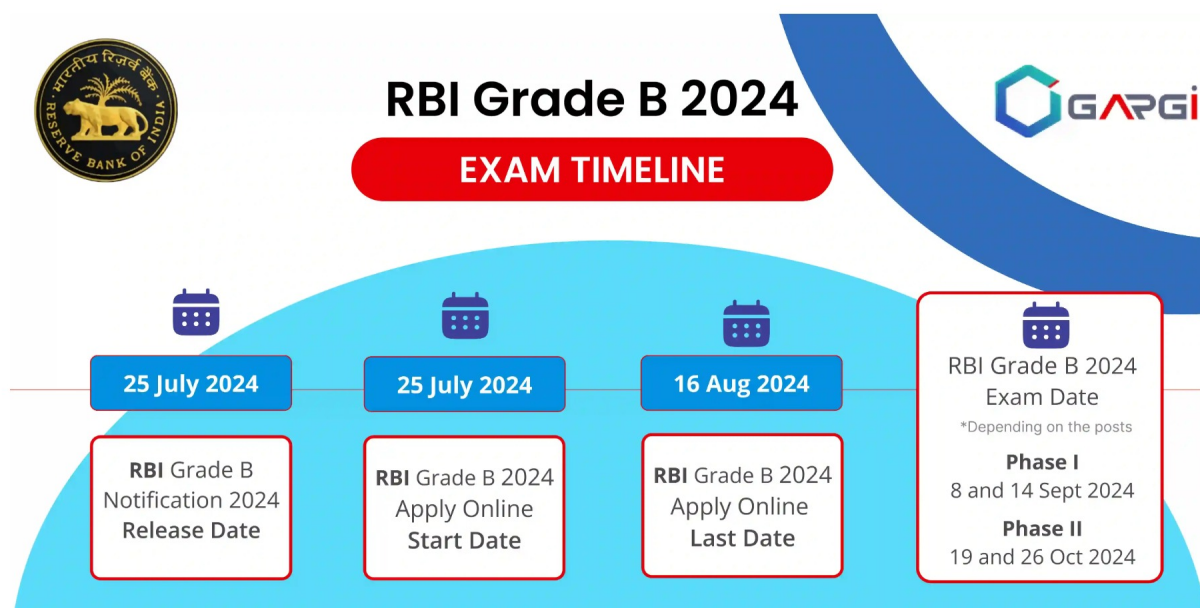 भारतीय रिज़र्व बैंक
RESERVE BANK OF INDIA
RBI Grade B 2024
EXAM TIMELINE
GARGI
25 July 2024
RBI Grade B
Notification 2024
Release Date
25 July 2024
RBI Grade B 2024
Apply Online
Start Date
16 Aug 2024
RBI Grade B 2024
Apply Online
Last Date
RBI Grade B 2024
Exam Date
*Depending on the posts
Phase I
8 and 14 Sept 2024
Phase II
19 and 26 Oct 2024